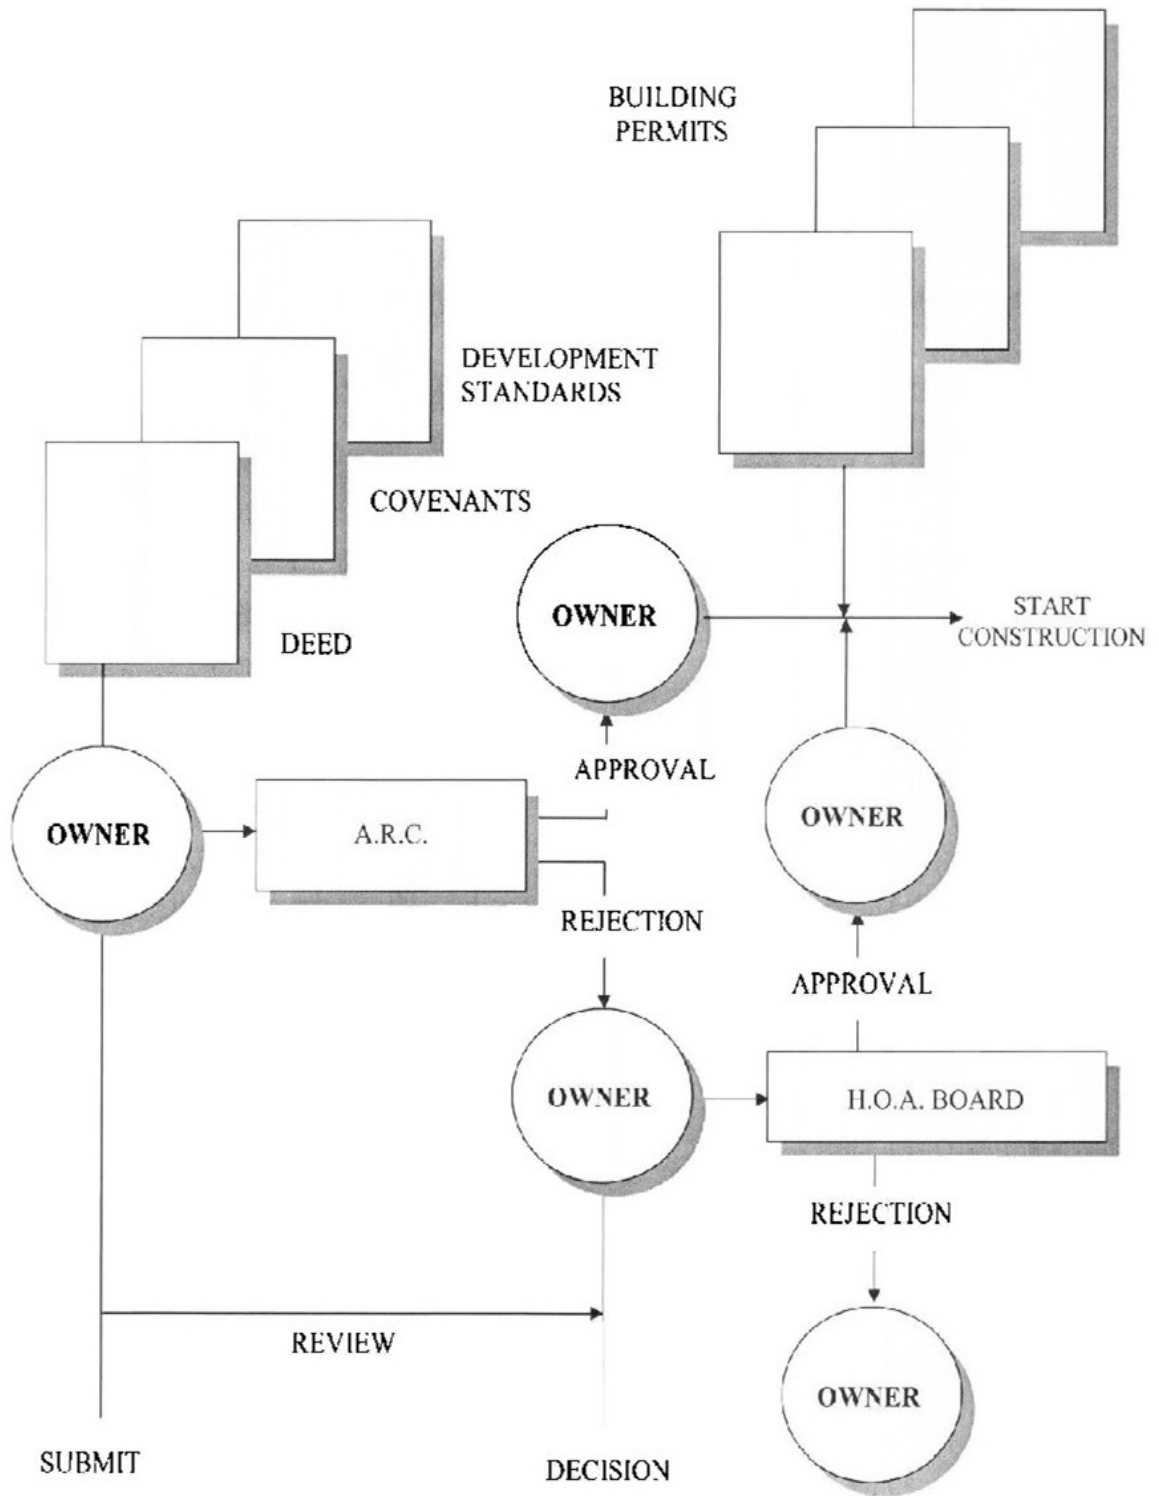 BUILDING
PERMITS
DEVELOPMENT
STANDARDS
COVENANTS
DEED
OWNER
START
CONSTRUCTION
APPROVAL
OWNER
A.R.C.
OWNER
REJECTION
APPROVAL
OWNER
H.O.A. BOARD
REJECTION
REVIEW
OWNER
SUBMIT
DECISION